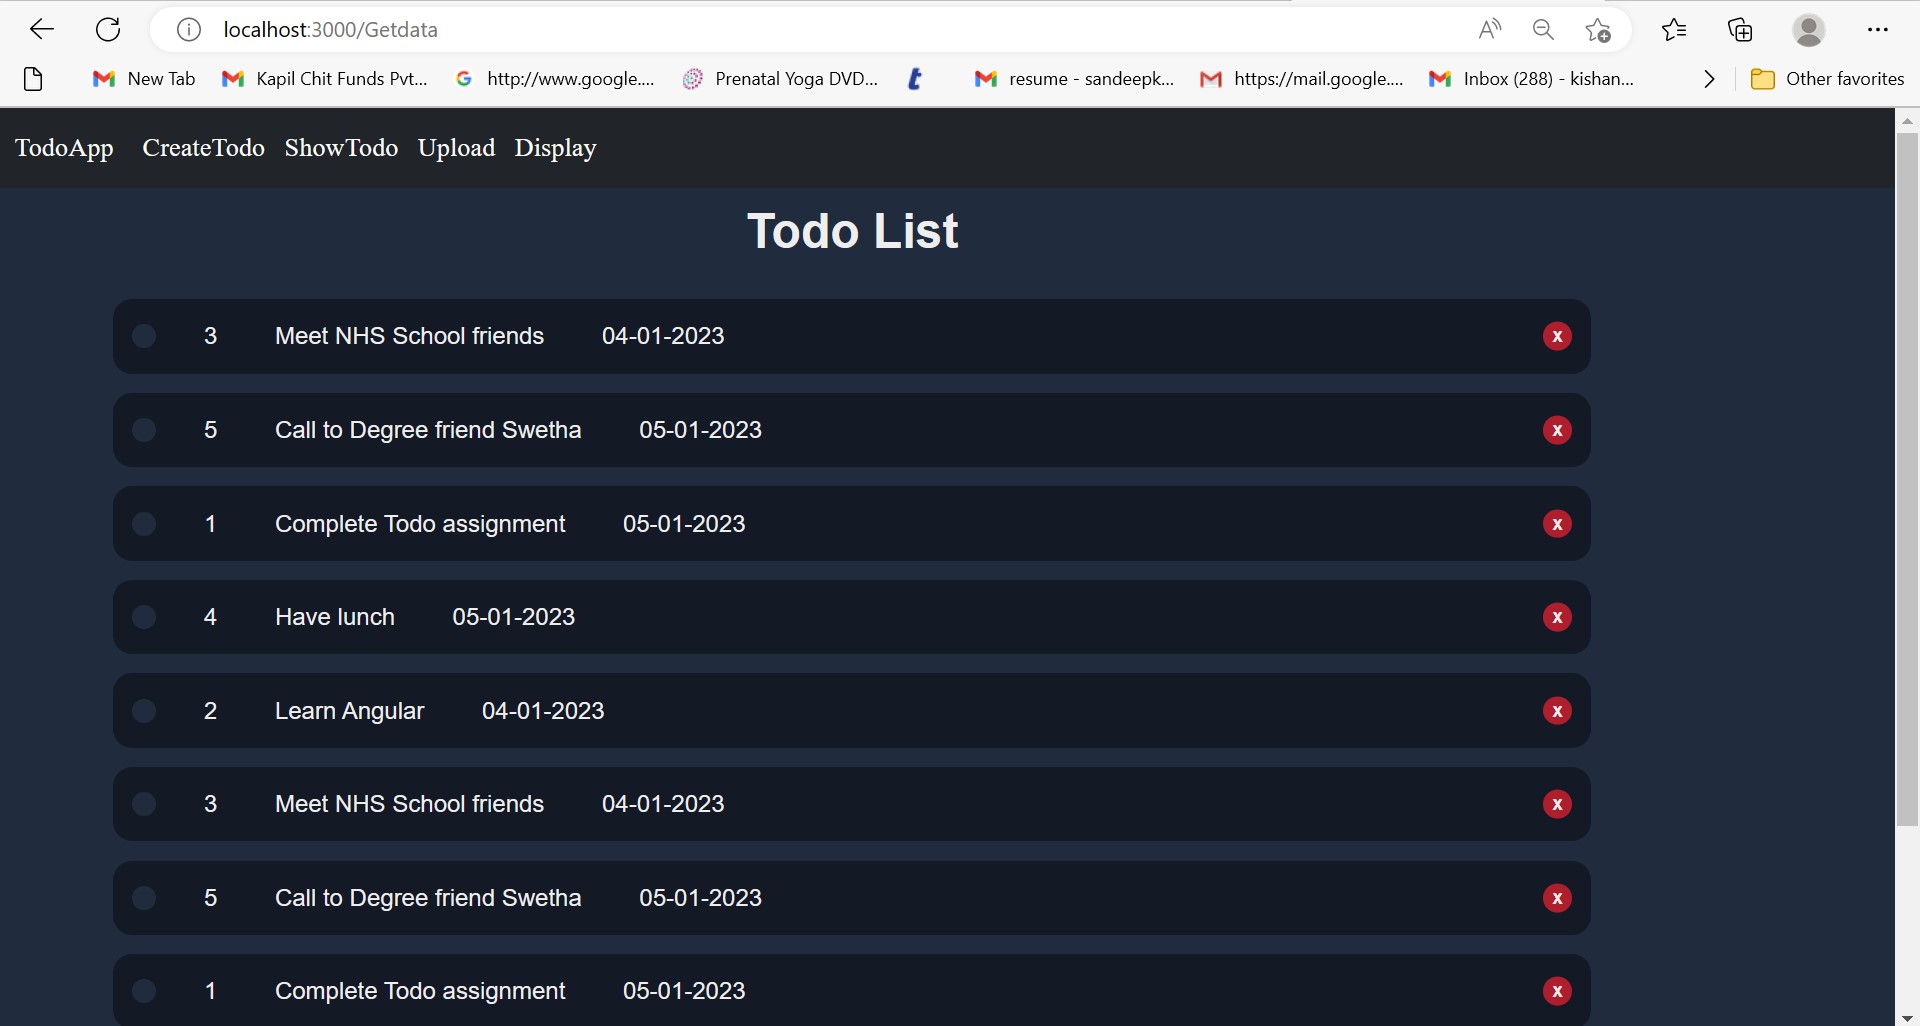 localhost:3000/Getdata
New Tab Kapil Chit Funds Pvt... http://www.google.... Prenatal Yoga DVD... t resume - sandeepk... https://mail.google.... Inbox (288) - kishan... Other favorites
TodoApp CreateTodo ShowTodo Upload Display
Todo List
3 Meet NHS School friends 04-01-2023 x
5 Call to Degree friend Swetha 05-01-2023 x
1 Complete Todo assignment 05-01-2023 x
4 Have lunch 05-01-2023 x
2 Learn Angular 04-01-2023 x
3 Meet NHS School friends 04-01-2023 x
5 Call to Degree friend Swetha 05-01-2023 x
1 Complete Todo assignment 05-01-2023 x